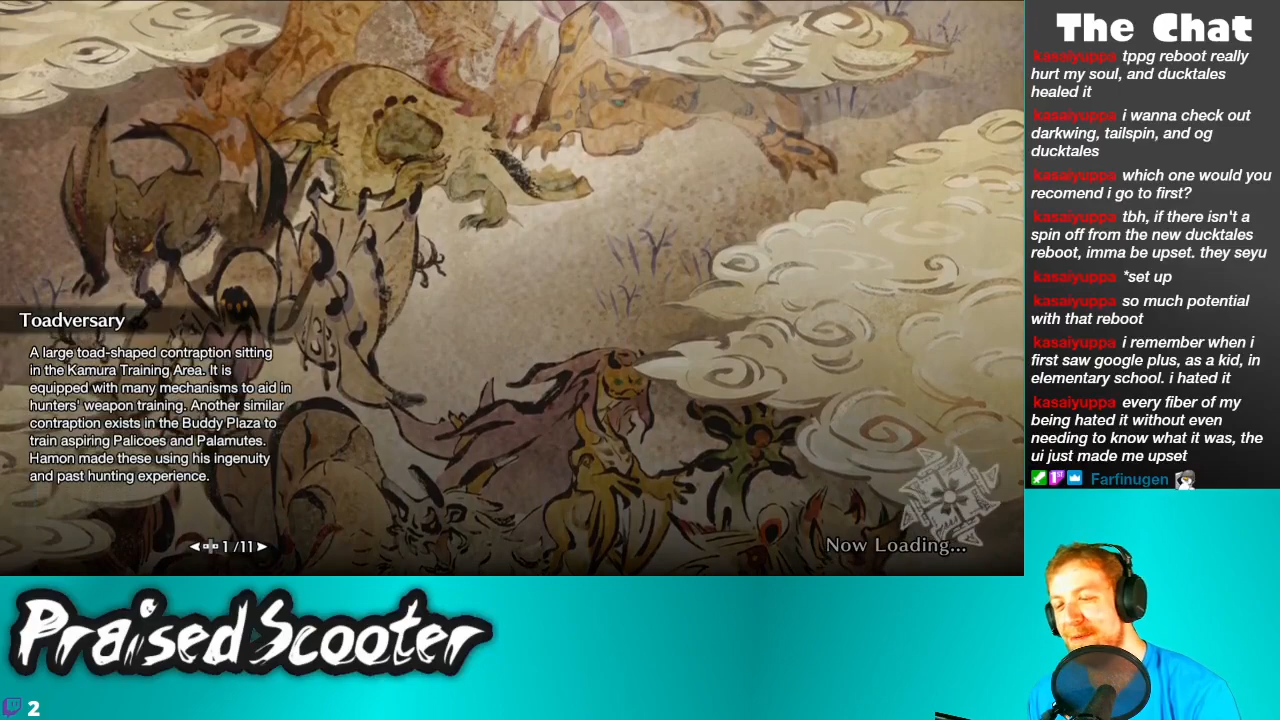 The Chat
kasaiyuppa tppg reboot really
hurt my soul, and ducktales
healed it
kasaiyuppa i wanna check out
darkwing, tailspin, and og
ducktales
kasaiyuppa which one would you
recomend i go to first?
kasaiyuppa tbh, if there isn't a
spin off from the new ducktales
reboot, imma be upset. they seyu
kasaiyuppa *set up
kasaiyuppa so much potential
with that reboot
kasaiyuppa i remember when i
first saw google plus, as a kid, in
elementary school. i hated it
kasaiyuppa every fiber of my
being hated it without even
needing to know what it was, the
ui just made me upset
1ST Farfinugen
Toadversary
A large toad-shaped contraption sitting
in the Kamura Training Area. It is
equipped with many mechanisms to aid in
hunters' weapon training. Another similar
contraption exists in the Buddy Plaza to
train aspiring Palicoes and Palamutes.
Hamon made these using his ingenuity
and past hunting experience.
1 /11
Now Loading...
PraisedScooter
2